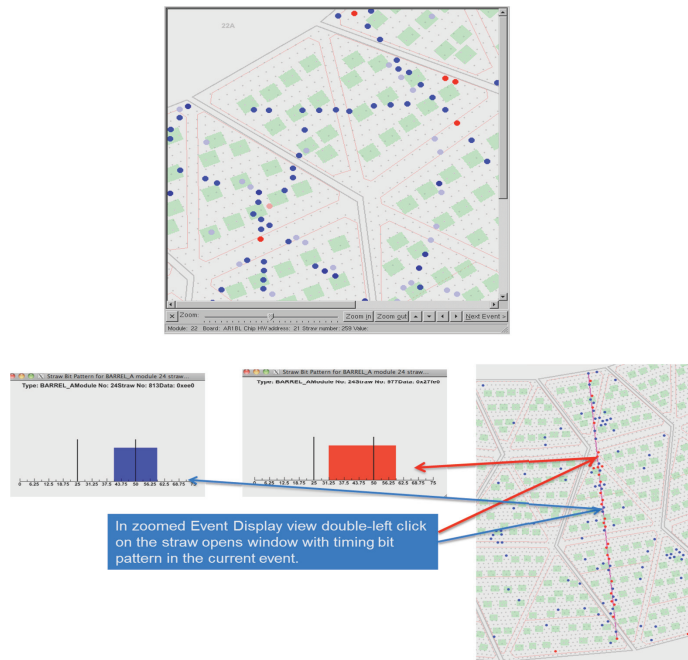 22A
Zoom:
Zoom in Zoom out Next Event >
Module: 22 Board: AR1BL Chip HW address: 21 Straw number: 259 Value:
Straw Bit Pattern for BARREL_A module 24 straw...
Type: BARREL_AModule No: 24Straw No: 813Data: 0xee0
0 6.25 12.5 18.75 25 31.25 37.5 43.75 50 56.25 62.5 68.75 75
Straw Bit Pattern for BARREL_A module 24 straw...
Type: BARREL_AModule No: 24Straw No: 977Data: 0x27fe0
0 6.25 12.5 18.75 25 31.25 37.5 43.75 50 56.25 62.5 68.75 75
In zoomed Event Display view double-left click
on the straw opens window with timing bit
pattern in the current event.